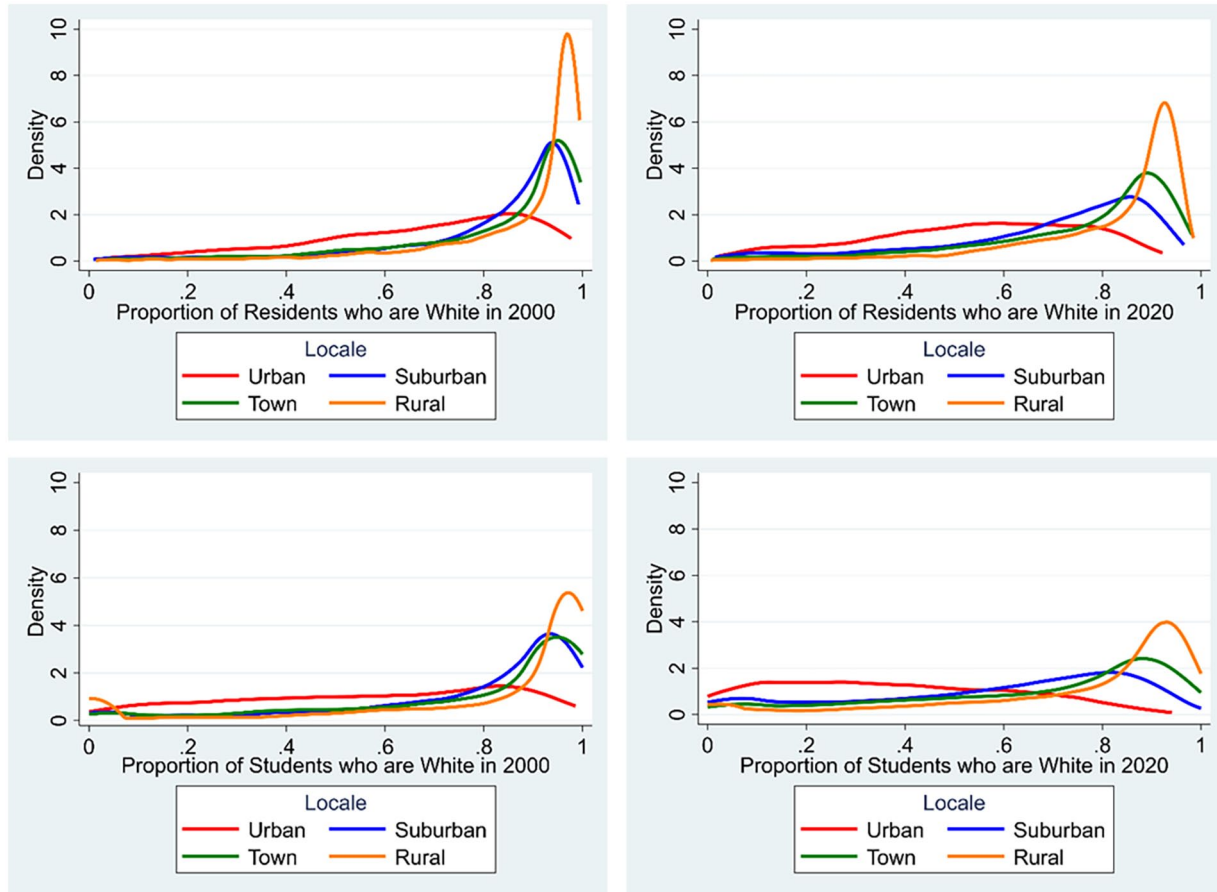 10
8
6
4
2
0
Density
0 .2 .4 .6 .8 1
Proportion of Residents who are White in 2000
Locale
Urban Suburban
Town Rural
10
8
6
4
2
0
Density
0 .2 .4 .6 .8 1
Proportion of Residents who are White in 2020
Locale
Urban Suburban
Town Rural
10
8
6
4
2
0
Density
0 .2 .4 .6 .8 1
Proportion of Students who are White in 2000
Locale
Urban Suburban
Town Rural
10
8
6
4
2
0
Density
0 .2 .4 .6 .8 1
Proportion of Students who are White in 2020
Locale
Urban Suburban
Town Rural